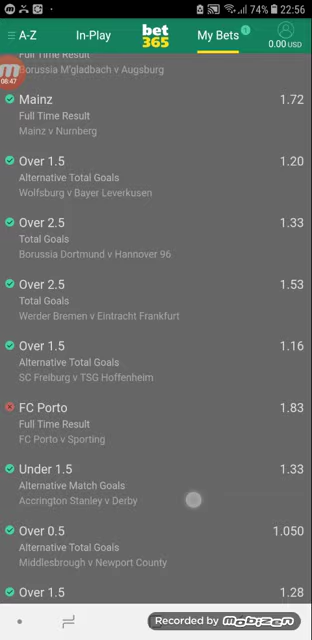 22:56
74%
A-Z
In-Play
bet
365
My Bets
1
0.00 USD
08:47
Full Time Result
Borussia M'gladbach v Augsburg
Mainz
1.72
Full Time Result
Mainz v Nurnberg
Over 1.5
1.20
Alternative Total Goals
Wolfsburg v Bayer Leverkusen
Over 2.5
1.33
Total Goals
Borussia Dortmund v Hannover 96
Over 2.5
1.53
Total Goals
Werder Bremen v Eintracht Frankfurt
Over 1.5
1.16
Alternative Total Goals
SC Freiburg v TSG Hoffenheim
FC Porto
1.83
Full Time Result
FC Porto v Sporting
Under 1.5
1.33
Alternative Match Goals
Accrington Stanley v Derby
Over 0.5
1.050
Alternative Total Goals
Middlesbrough v Newport County
Over 1.5
1.28
Recorded by mobizen